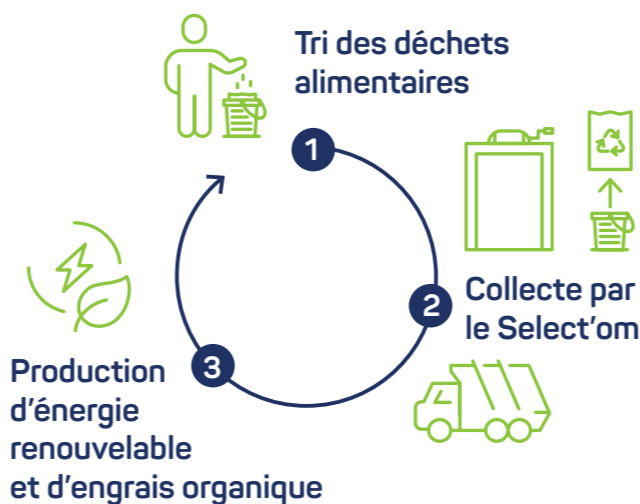 Tri des déchets
alimentaires
1
2
Collecte par
le Select'om
3
Production
d'énergie
renouvelable
et d'engrais organique